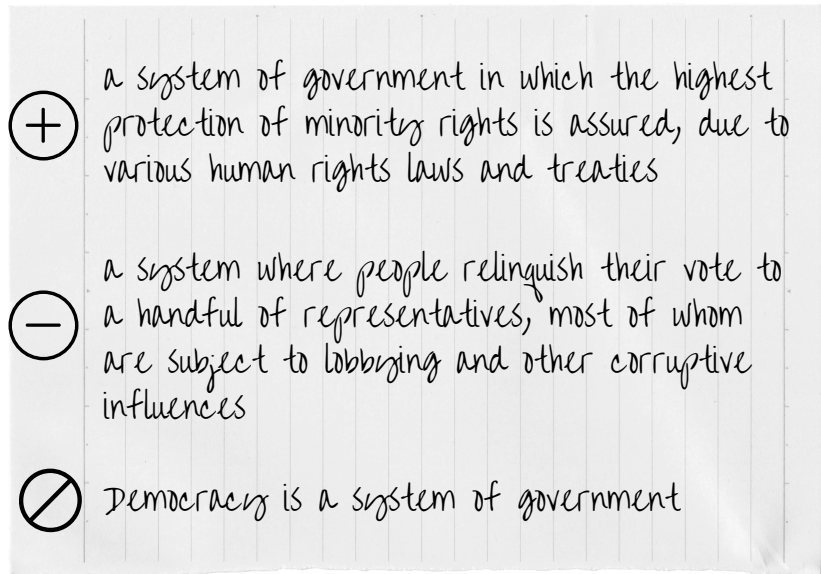 a system of government in which the highest
protection of minority rights is assured, due to
various human rights laws and treaties
a system where people relinquish their vote to
a handful of representatives, most of whom
are subject to lobbying and other corruptive
influences
Democracy is a system of government